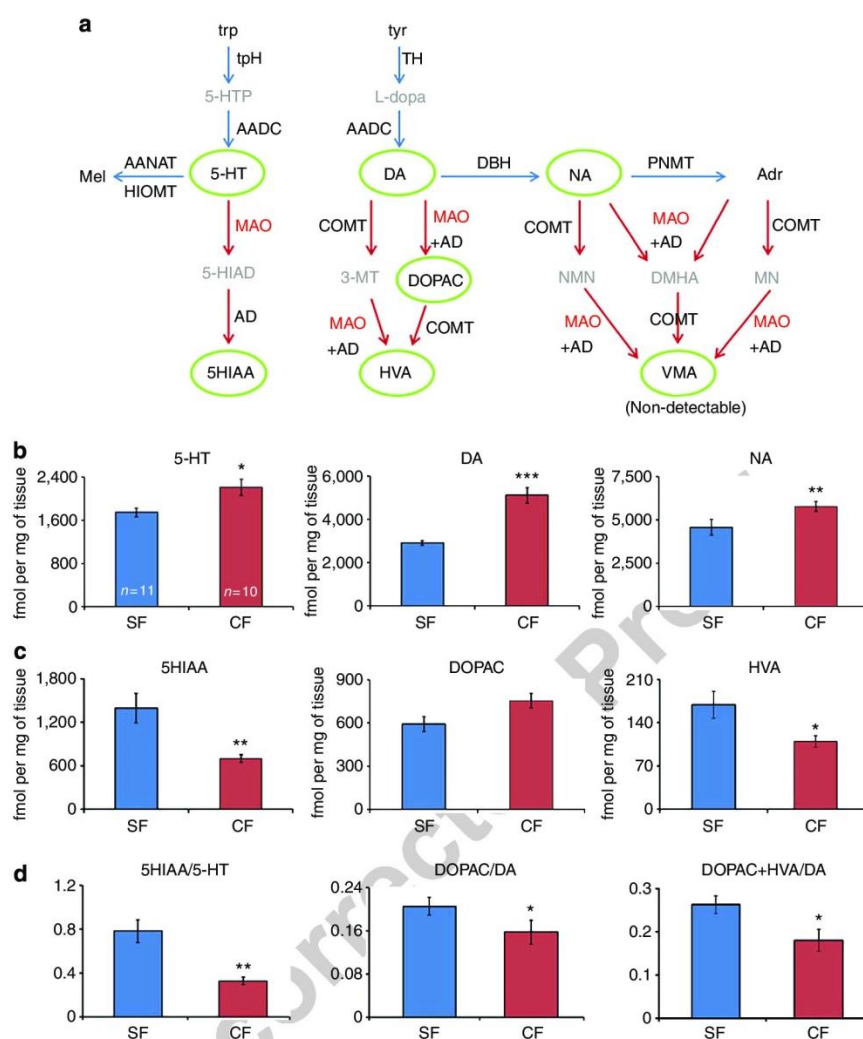 a
trp
tyr
tpH
TH
5-HTP
L-dopa
AADC
AADC
Mel
AANAT
HIOMT
5-HT
DA
DBH
NA
PNMT
Adr
MAO
COMT
MAO
+AD
COMT
MAO
+AD
COMT
5-HIAD
3-MT
DOPAC
NMN
DMHA
MN
AD
MAO
+AD
COMT
MAO
+AD
COMT
MAO
+AD
5HIAA
HVA
VMA
(Non-detectable)
b
5-HT
fmol per mg of tissue
2,400
1,600
800
0
*
n=11
n=10
SF
CF
DA
fmol per mg of tissue
6,000
4,000
2,000
0
***
SF
CF
NA
fmol per mg of tissue
7,500
5,000
2,500
0
**
SF
CF
c
5HIAA
fmol per mg of tissue
1,800
1,200
600
0
**
SF
CF
DOPAC
fmol per mg of tissue
900
600
300
0
SF
CF
HVA
fmol per mg of tissue
210
140
70
0
*
SF
CF
d
5HIAA/5-HT
1.2
0.8
0.4
0
**
SF
CF
DOPAC/DA
0.24
0.16
0.08
0
*
SF
CF
DOPAC+HVA/DA
0.3
0.2
0.1
0
*
SF
CF